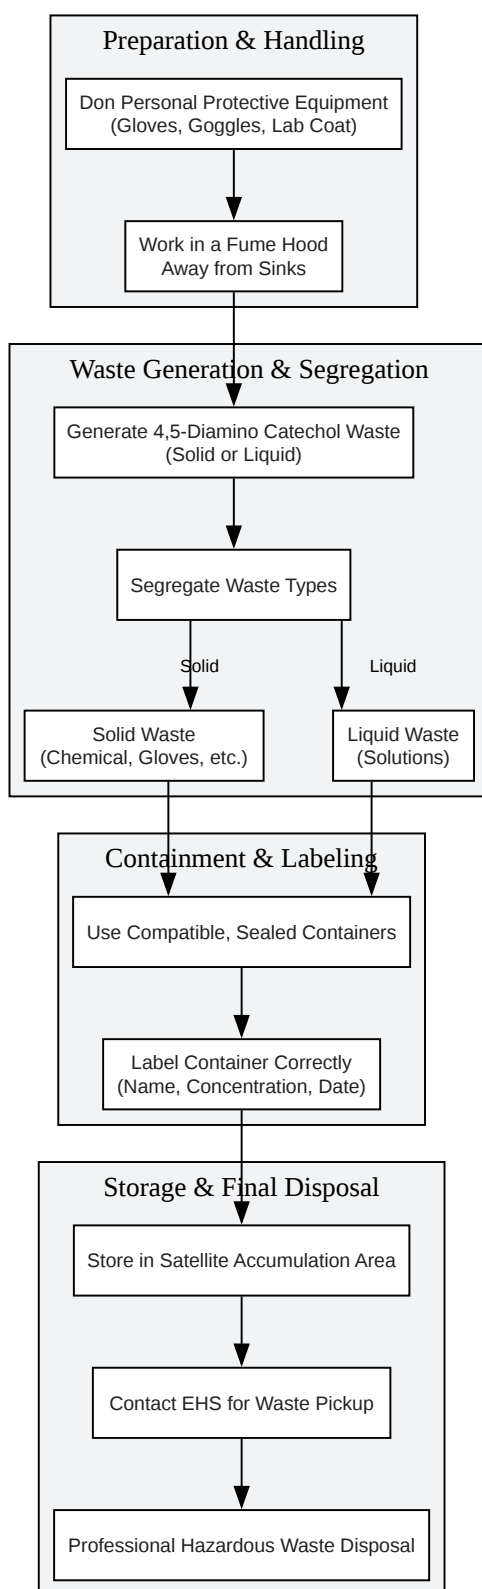 Preparation & Handling
Don Personal Protective Equipment
(Gloves, Goggles, Lab Coat)
Work in a Fume Hood
Away from Sinks
Waste Generation & Segregation
Generate 4,5-Diamino Catechol Waste
(Solid or Liquid)
Segregate Waste Types
Solid
Liquid
Solid Waste
(Chemical, Gloves, etc.)
Liquid Waste
(Solutions)
Containment & Labeling
Use Compatible, Sealed Containers
Label Container Correctly
(Name, Concentration, Date)
Storage & Final Disposal
Store in Satellite Accumulation Area
Contact EHS for Waste Pickup
Professional Hazardous Waste Disposal